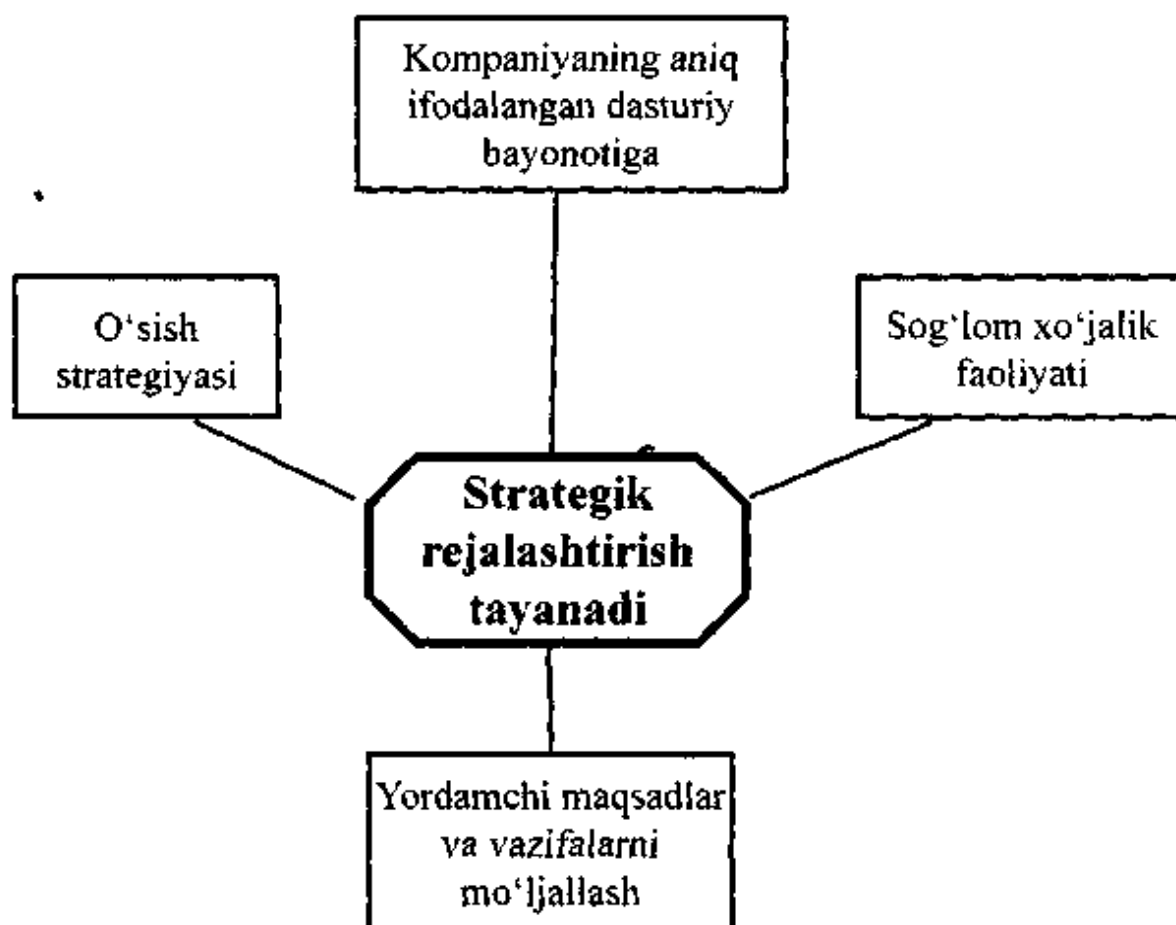 Kompaniyaning aniq
ifodalangan dasturiy
bayonotiga
O‘sish
strategiyasi
Sog‘lom xo‘jalik
faoliyati
Strategik
rejalashtirish
tayanadi
Yordamchi maqsadlar
va vazifalarni
mo‘ljallash